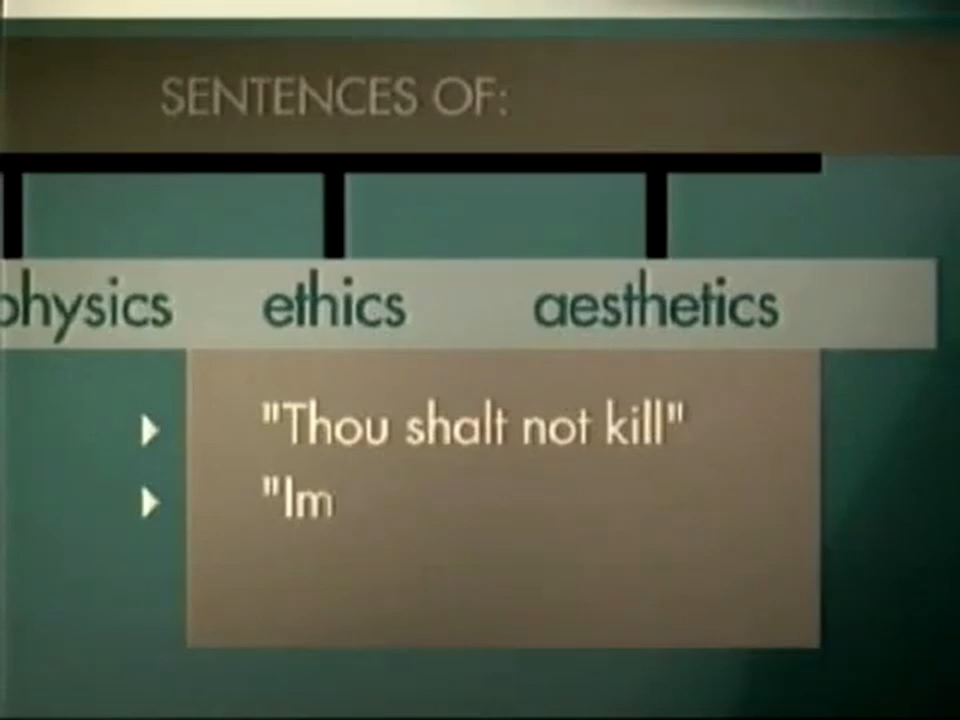 SENTENCES OF:
physics ethics aesthetics
"Thou shalt not kill"
"Im